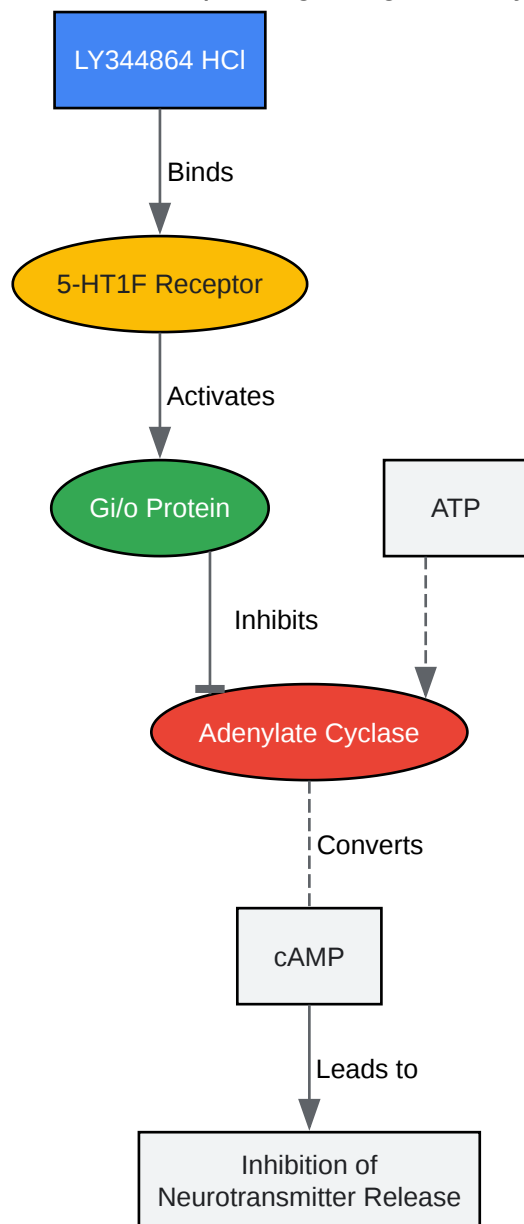 LY344864 HCl
Binds
5-HT1F Receptor
Activates
Gi/o Protein
ATP
Inhibits
Adenylate Cyclase
Converts
cAMP
Leads to
Inhibition of
Neurotransmitter Release